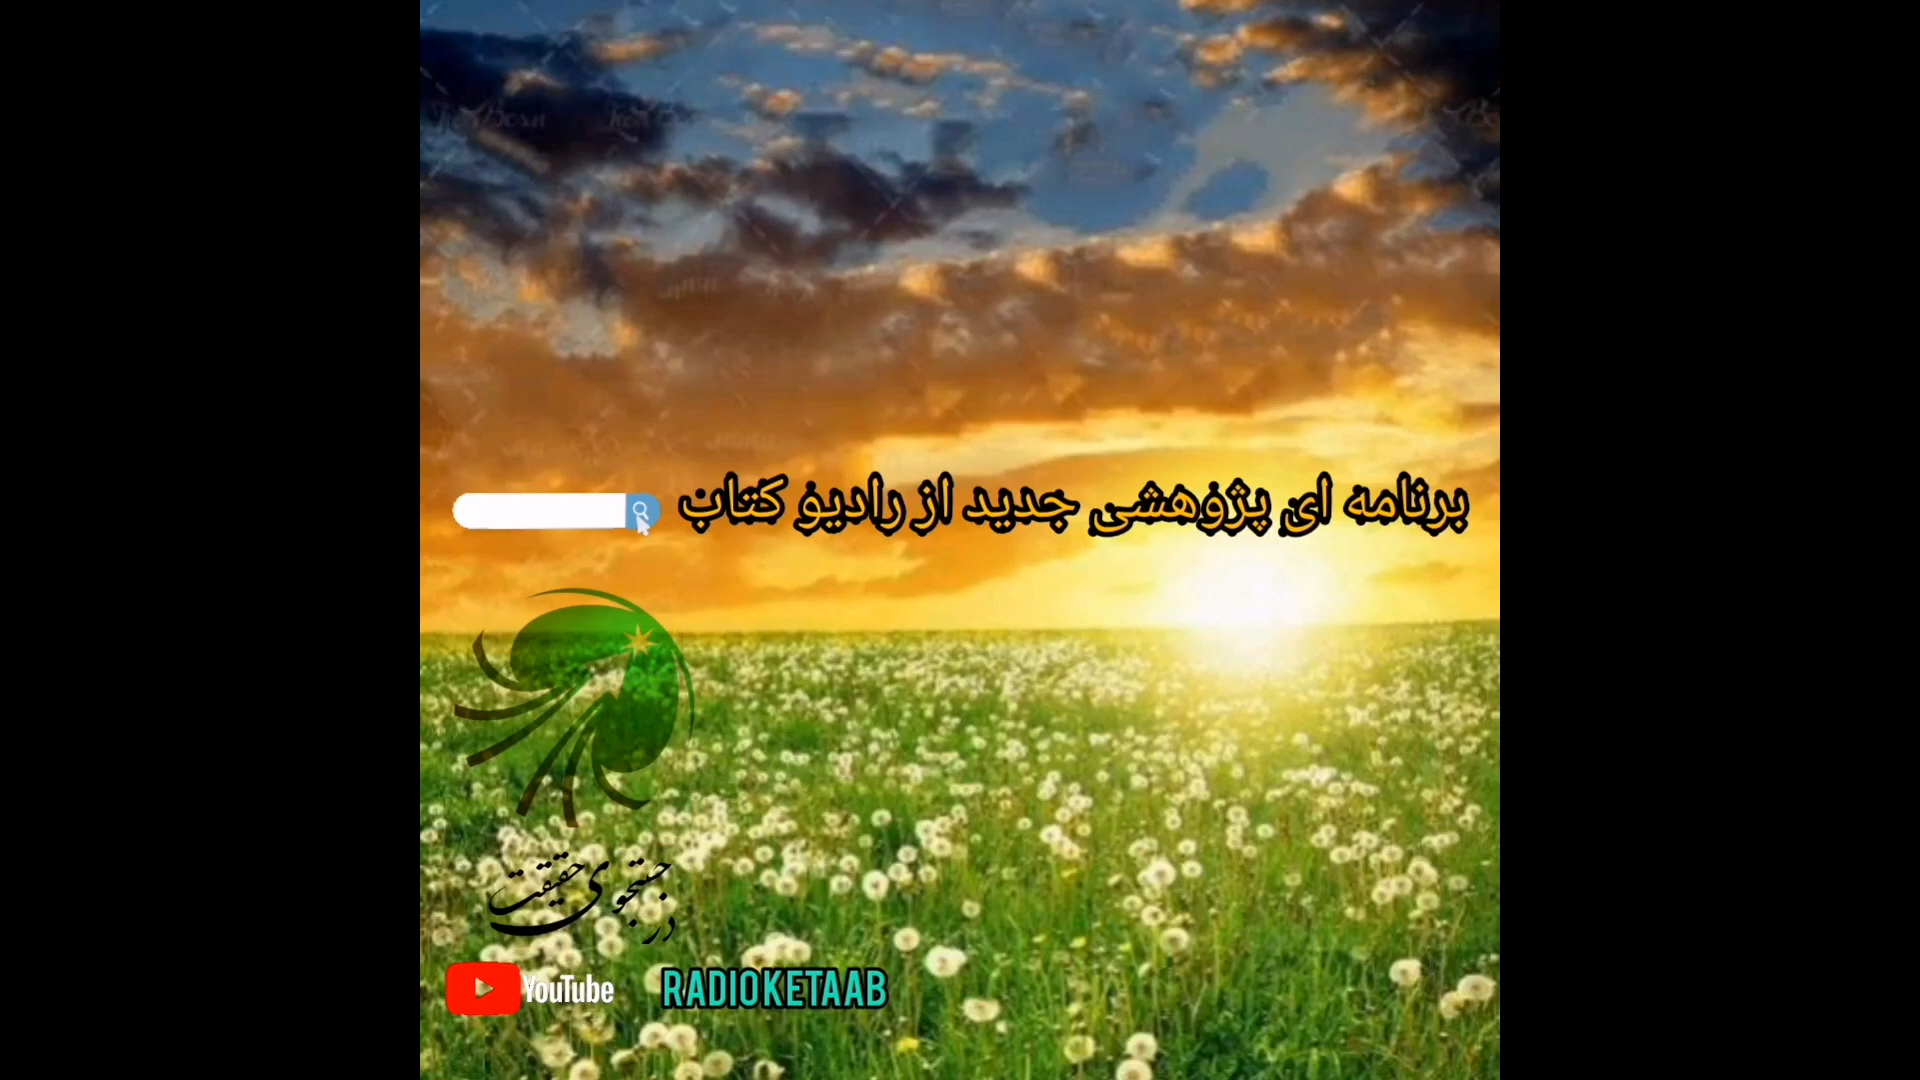 برنامه ای پژوهشی جدید از رادیو کتاب
در جستجوی حقیقت
YouTube RADIOKETAAB